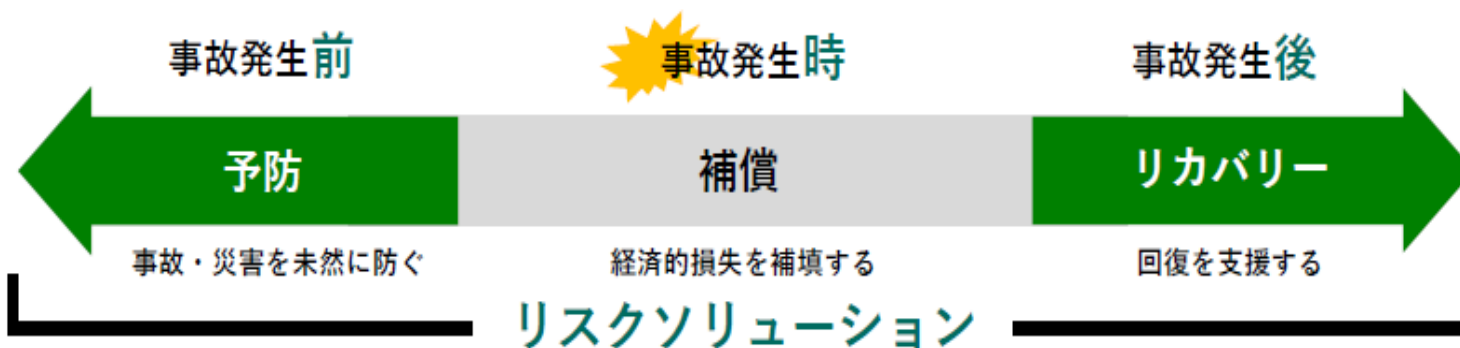 事故発生前
事故発生時
事故発生後
予防
補償
リカバリー
事故・災害を未然に防ぐ
経済的損失を補填する
回復を支援する
リスクソリューション